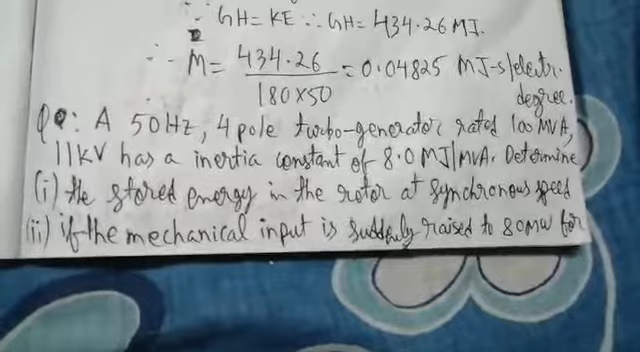 ∵ GH = KE ∴ GH = 434.26 MJ.
∴ M = 434.26 / 180×50 = 0.04825 MJ-s/electr. degree.
Q: A 50HZ, 4 pole turbo-generator rated 100 MVA,
11KV has a inertia constant of 8.0 MJ/MVA. Determine
(i) the stored energy in the rotor at synchronous speed
(ii) if the mechanical input is suddenly raised to 80MW for